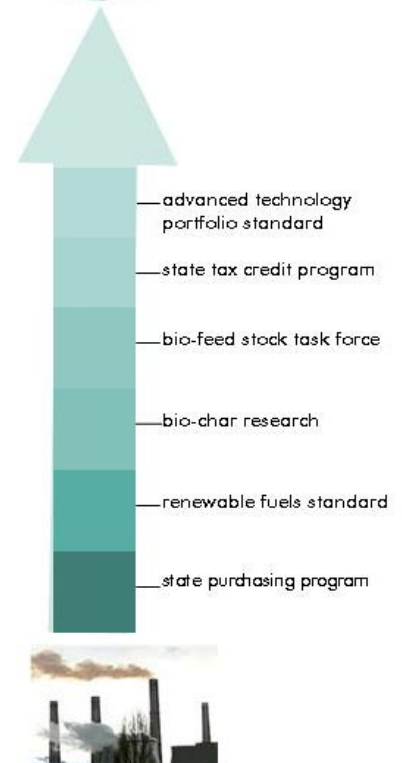 advanced technology
portfolio standard
state tax credit program
bio-feed stock task force
bio-char research
renewable fuels standard
state purchasing program